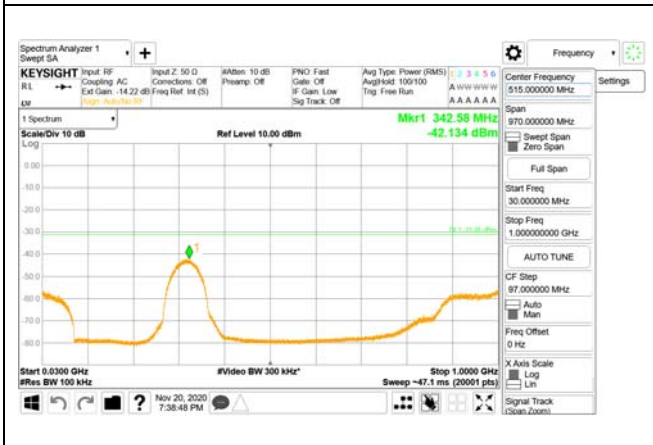 Spectrum Analyzer 1
Swept SA
Frequency
KEYSIGHT
RL
Input: RF
Coupling: AC
Ext Gain: -14.22 dB
Align: Auto/No RF
Input Z: 50 Ω
Corrections: Off
Freq Ref: Int (S)
#Atten: 10 dB
Preamp: Off
PNO: Fast
Gate: Off
IF Gain: Low
Sig Track: Off
Avg Type: Power (RMS)
Avg|Hold: 100/100
Trig: Free Run
1 2 3 4 5 6
A W W W W W
A A A A A A
1 Spectrum
Scale/Div 10 dB
Ref Level 10.00 dBm
Mkr1 342.58 MHz
-42.134 dBm
Log
0.00
-10.0
-20.0
-30.0
-40.0
-50.0
-60.0
-70.0
-80.0
1
Start 0.0300 GHz
#Res BW 100 kHz
#Video BW 300 kHz*
Stop 1.0000 GHz
Sweep ~47.1 ms (20001 pts)
Nov 20, 2020
7:38:48 PM
Center Frequency
515.000000 MHz
Settings
Span
970.000000 MHz
Swept Span
Zero Span
Full Span
Start Freq
30.000000 MHz
Stop Freq
1.000000000 GHz
AUTO TUNE
CF Step
97.000000 MHz
Auto
Man
Freq Offset
0 Hz
X Axis Scale
Log
Lin
Signal Track
(Span Zoom)